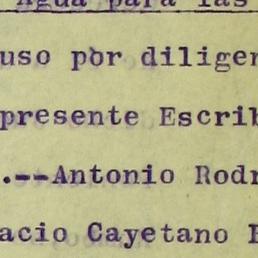 Agua para las
uso por diligen
presente Escrib
.--Antonio Rodr
acio Cayetano